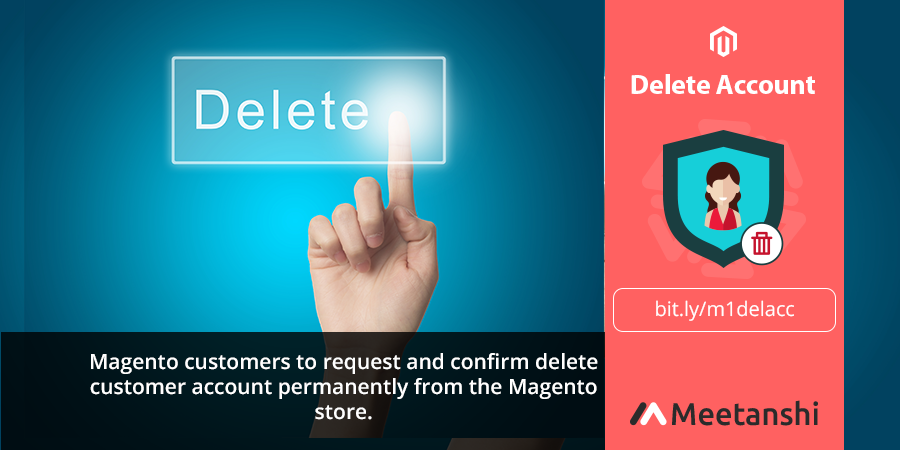 Delete
Magento customers to request and confirm delete
customer account permanently from the Magento
store.
Delete Account
bit.ly/m1delacc
Meetanshi